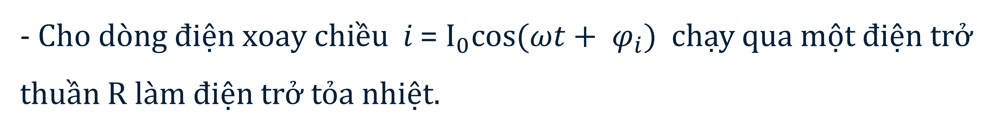 - Cho dòng điện xoay chiều i = I₀cos(ωt + φᵢ) chạy qua một điện trở
thuần R làm điện trở tỏa nhiệt.